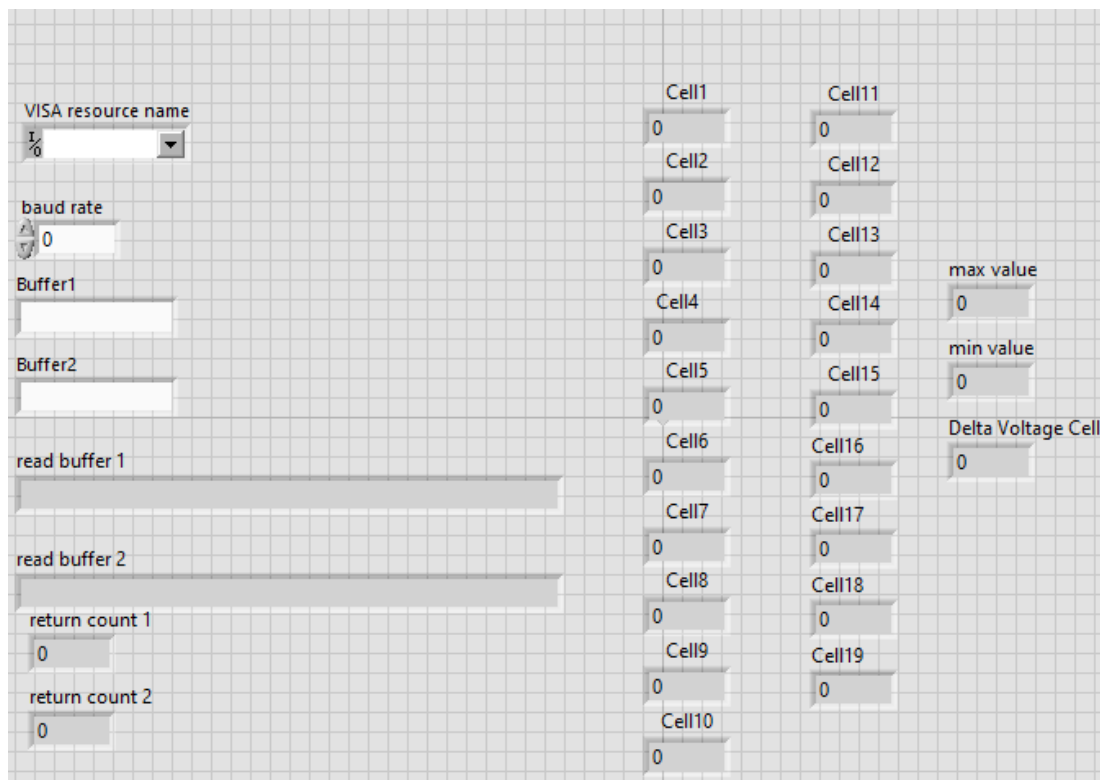 VISA resource name
I/O
baud rate
0
Buffer1
Buffer2
read buffer 1
read buffer 2
return count 1
0
return count 2
0
Cell1
0
Cell2
0
Cell3
0
Cell4
0
Cell5
0
Cell6
0
Cell7
0
Cell8
0
Cell9
0
Cell10
0
Cell11
0
Cell12
0
Cell13
0
Cell14
0
Cell15
0
Cell16
0
Cell17
0
Cell18
0
Cell19
0
max value
0
min value
0
Delta Voltage Cell
0